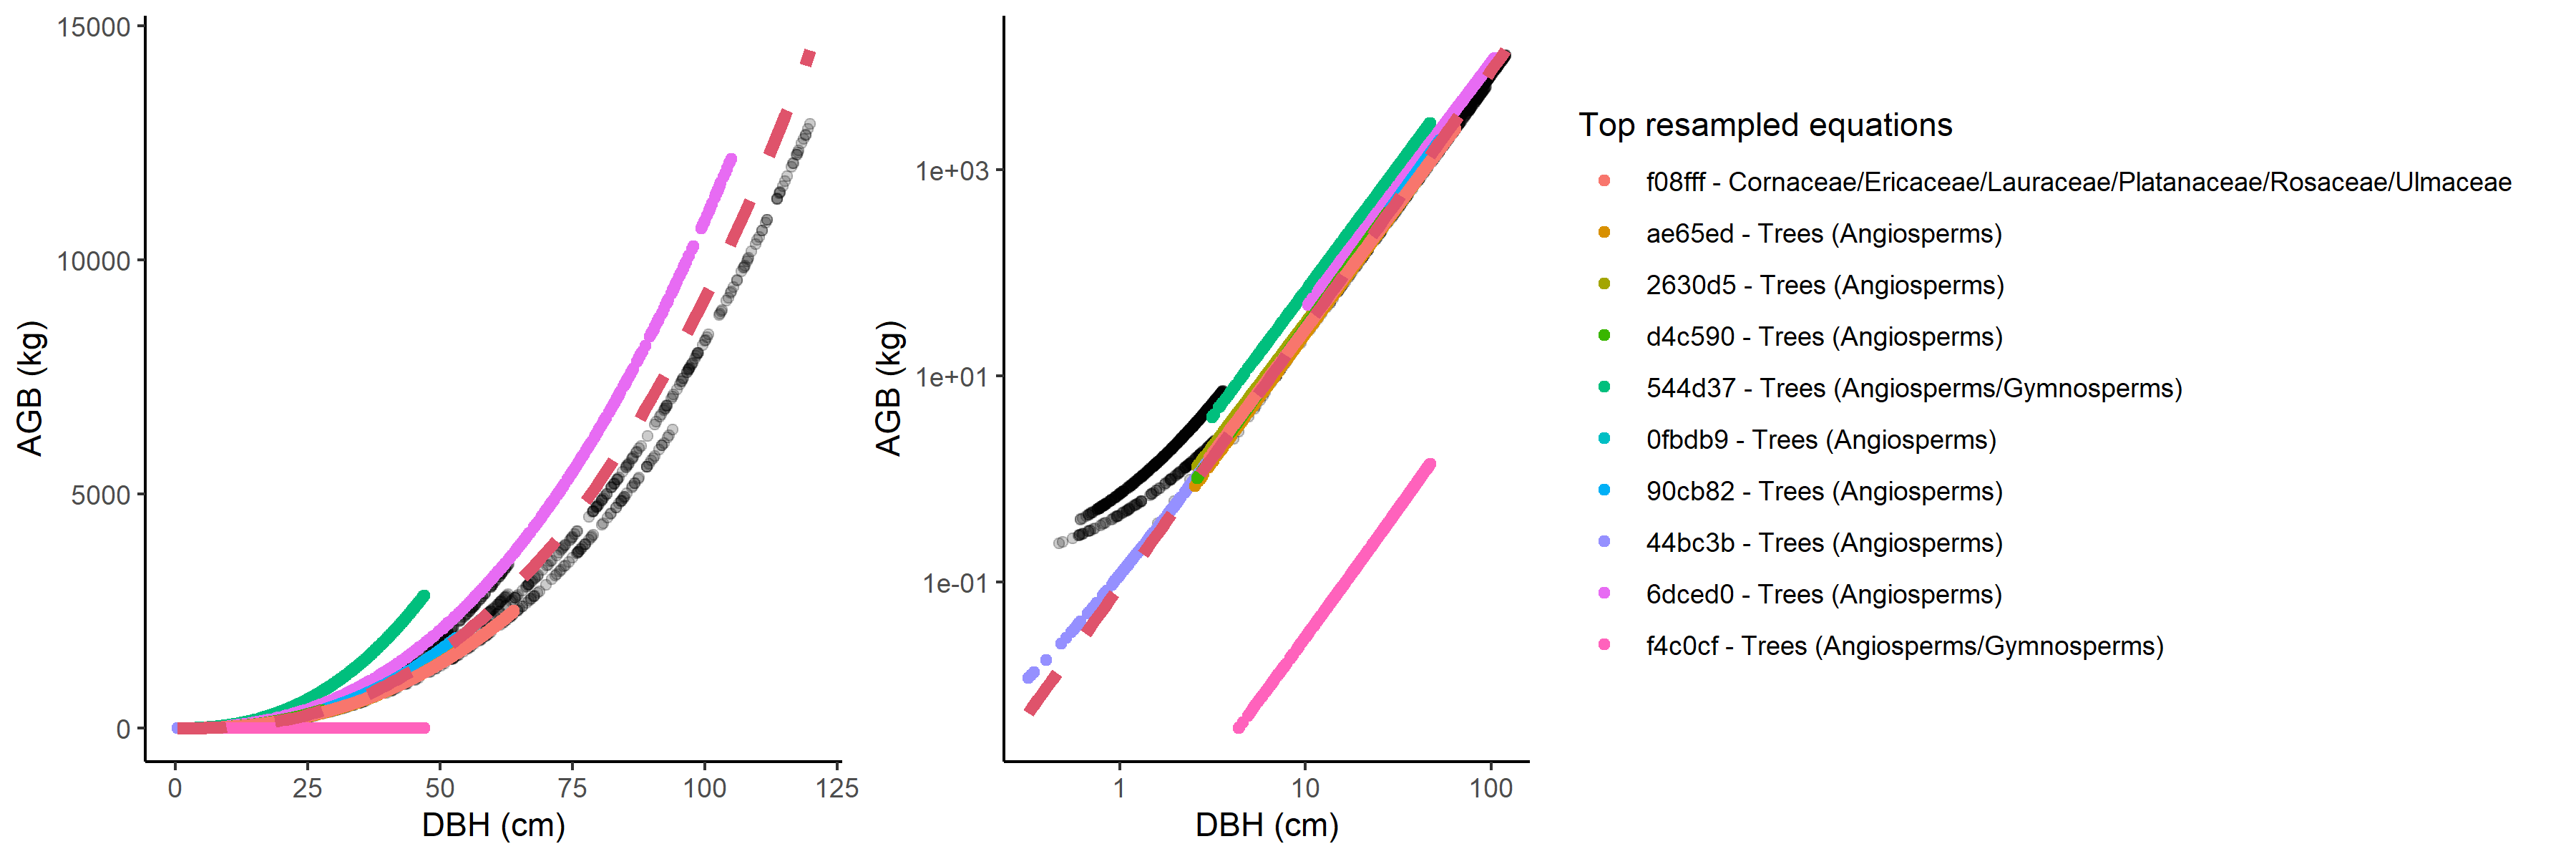 15000
10000
5000
0
AGB (kg)
0 25 50 75 100 125
DBH (cm)
1e+03
1e+01
1e-01
AGB (kg)
1 10 100
DBH (cm)
Top resampled equations
f08fff - Cornaceae/Ericaceae/Lauraceae/Platanaceae/Rosaceae/Ulmaceae
ae65ed - Trees (Angiosperms)
2630d5 - Trees (Angiosperms)
d4c590 - Trees (Angiosperms)
544d37 - Trees (Angiosperms/Gymnosperms)
0fbdb9 - Trees (Angiosperms)
90cb82 - Trees (Angiosperms)
44bc3b - Trees (Angiosperms)
6dced0 - Trees (Angiosperms)
f4c0cf - Trees (Angiosperms/Gymnosperms)